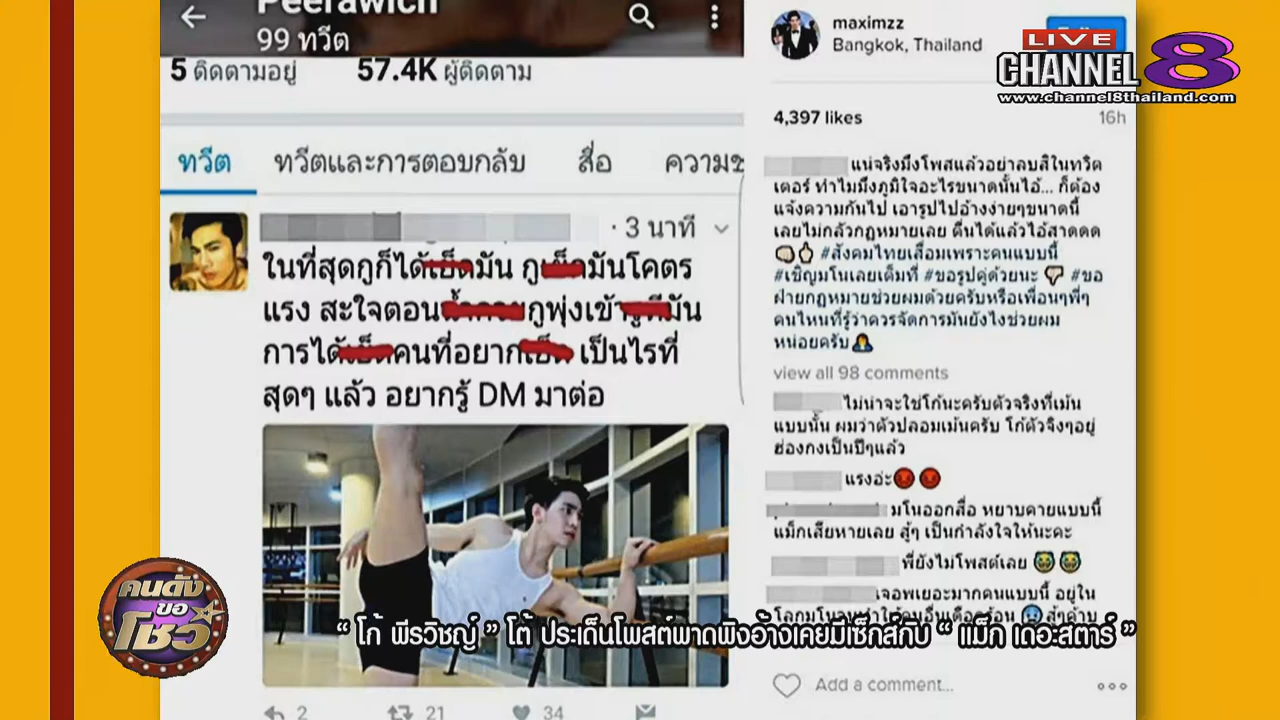 Peerawich
99 ทวีต
5 ติดตามอยู่ 57.4K ผู้ติดตาม
ทวีต ทวีตและการตอบกลับ สื่อ
· 3 นาที
ในที่สุดกูก็ได้ มัน กู มันโคตร
แรง สะใจตอน กูพุ่งเข้า มัน
การได้ คนที่อยาก เป็นไรที่
สุดๆ แล้ว อยากรู้ DM มาต่อ
2 21 34
maximzz
Bangkok, Thailand
LIVE
CHANNEL 8
www.channel8thailand.com
4,397 likes 16h
แน่จริงมึงโพสแล้วอย่าลบสิในทวิต
เตอร์ ทำไมมึงภูมิใจอะไรขนาดนั้นไอ้... ก็ต้อง
แจ้งความกันไป เอารูปไปอ้างง่ายๆขนาดนี้
เลยไม่กลัวกฎหมายเลย ตื่นได้แล้วไอ้สาดดด
👊🏻🖕🏻 #สังคมไทยเสื่อมเพราะคนแบบนี้
#เชิญมโนเลยเต็มที่ #ขอรูปคู่ด้วยนะ 👎🏻 #ขอ
ฝ่ายกฎหมายช่วยผมด้วยครับหรือเพื่อนๆพี่ๆ
คนไหนที่รู้ว่าควรจัดการมันยังไงช่วยผม
หน่อยครับ
view all 98 comments
ไม่น่าจะใช่โก้นะครับตัวจริงที่เม้น
แบบนั้น ผมว่าตัวปลอมเม้นครับ โก้ตัวจิงๆอยู่
ฮ่องกงเป็นปีๆแล้ว
แรงอ่ะ😡😡
มโนออกสื่อ หยาบคายแบบนี้
แม็กเสียหายเลย สู้ๆ เป็นกำลังใจให้นะคะ
พี่ยังไม่โพสต์เลย 😹😹
เจอพเยอะมากคนแบบนี้ อยู่ใน
Add a comment...
คนดัง
ขอ
โชว์
“ โก้ พีรวิชญ์ ” โต้ ประเด็นโพสต์พาดพิงอ้างเคยมีเซ็กส์กับ “ แม็ก เดอะสตาร์ ”